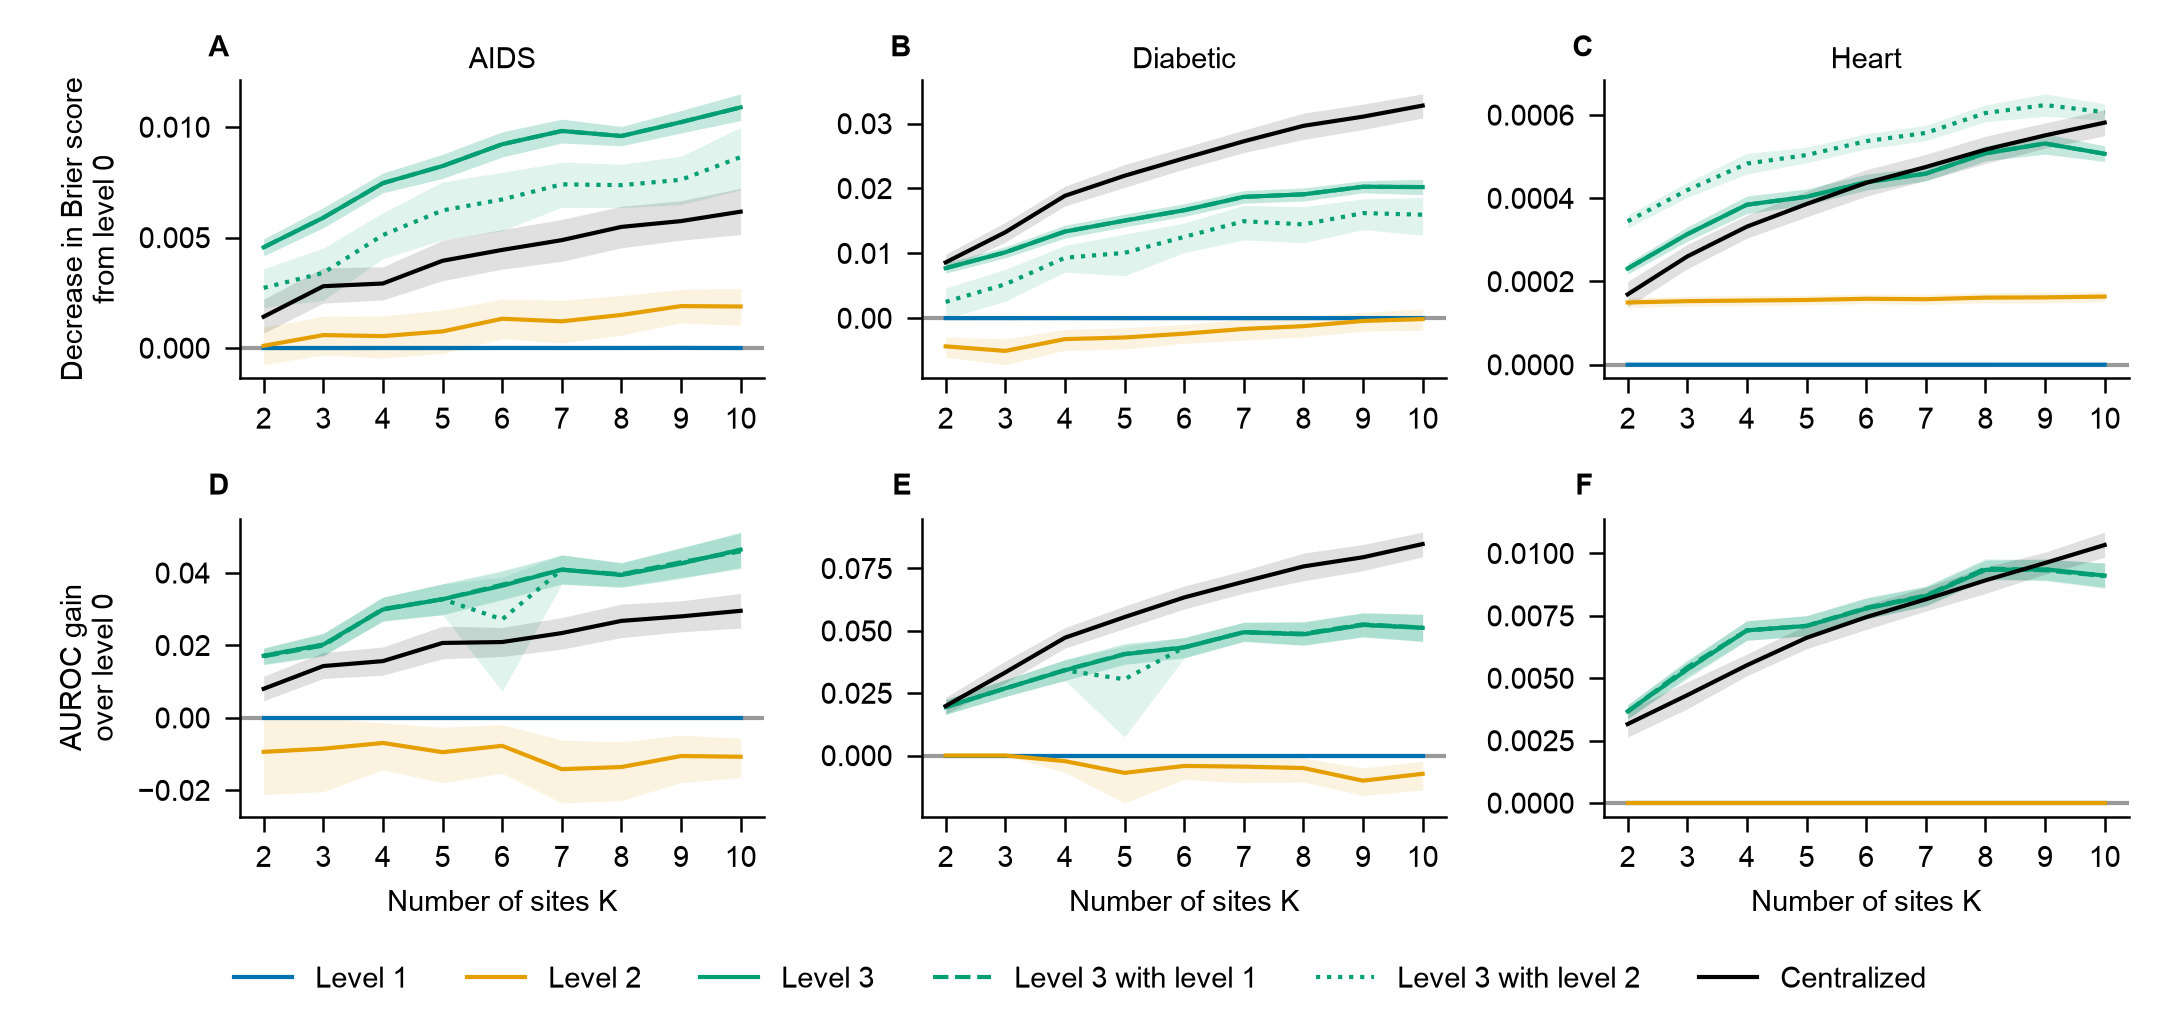 A
AIDS
B
Diabetic
C
Heart
Decrease in Brier score
from level 0
0.010
0.005
0.000
0.03
0.02
0.01
0.00
0.0006
0.0004
0.0002
0.0000
2 3 4 5 6 7 8 9 10
2 3 4 5 6 7 8 9 10
2 3 4 5 6 7 8 9 10
D
E
F
AUROC gain
over level 0
0.04
0.02
0.00
−0.02
0.075
0.050
0.025
0.000
0.0100
0.0075
0.0050
0.0025
0.0000
2 3 4 5 6 7 8 9 10
2 3 4 5 6 7 8 9 10
2 3 4 5 6 7 8 9 10
Number of sites K
Number of sites K
Number of sites K
Level 1
Level 2
Level 3
Level 3 with level 1
Level 3 with level 2
Centralized